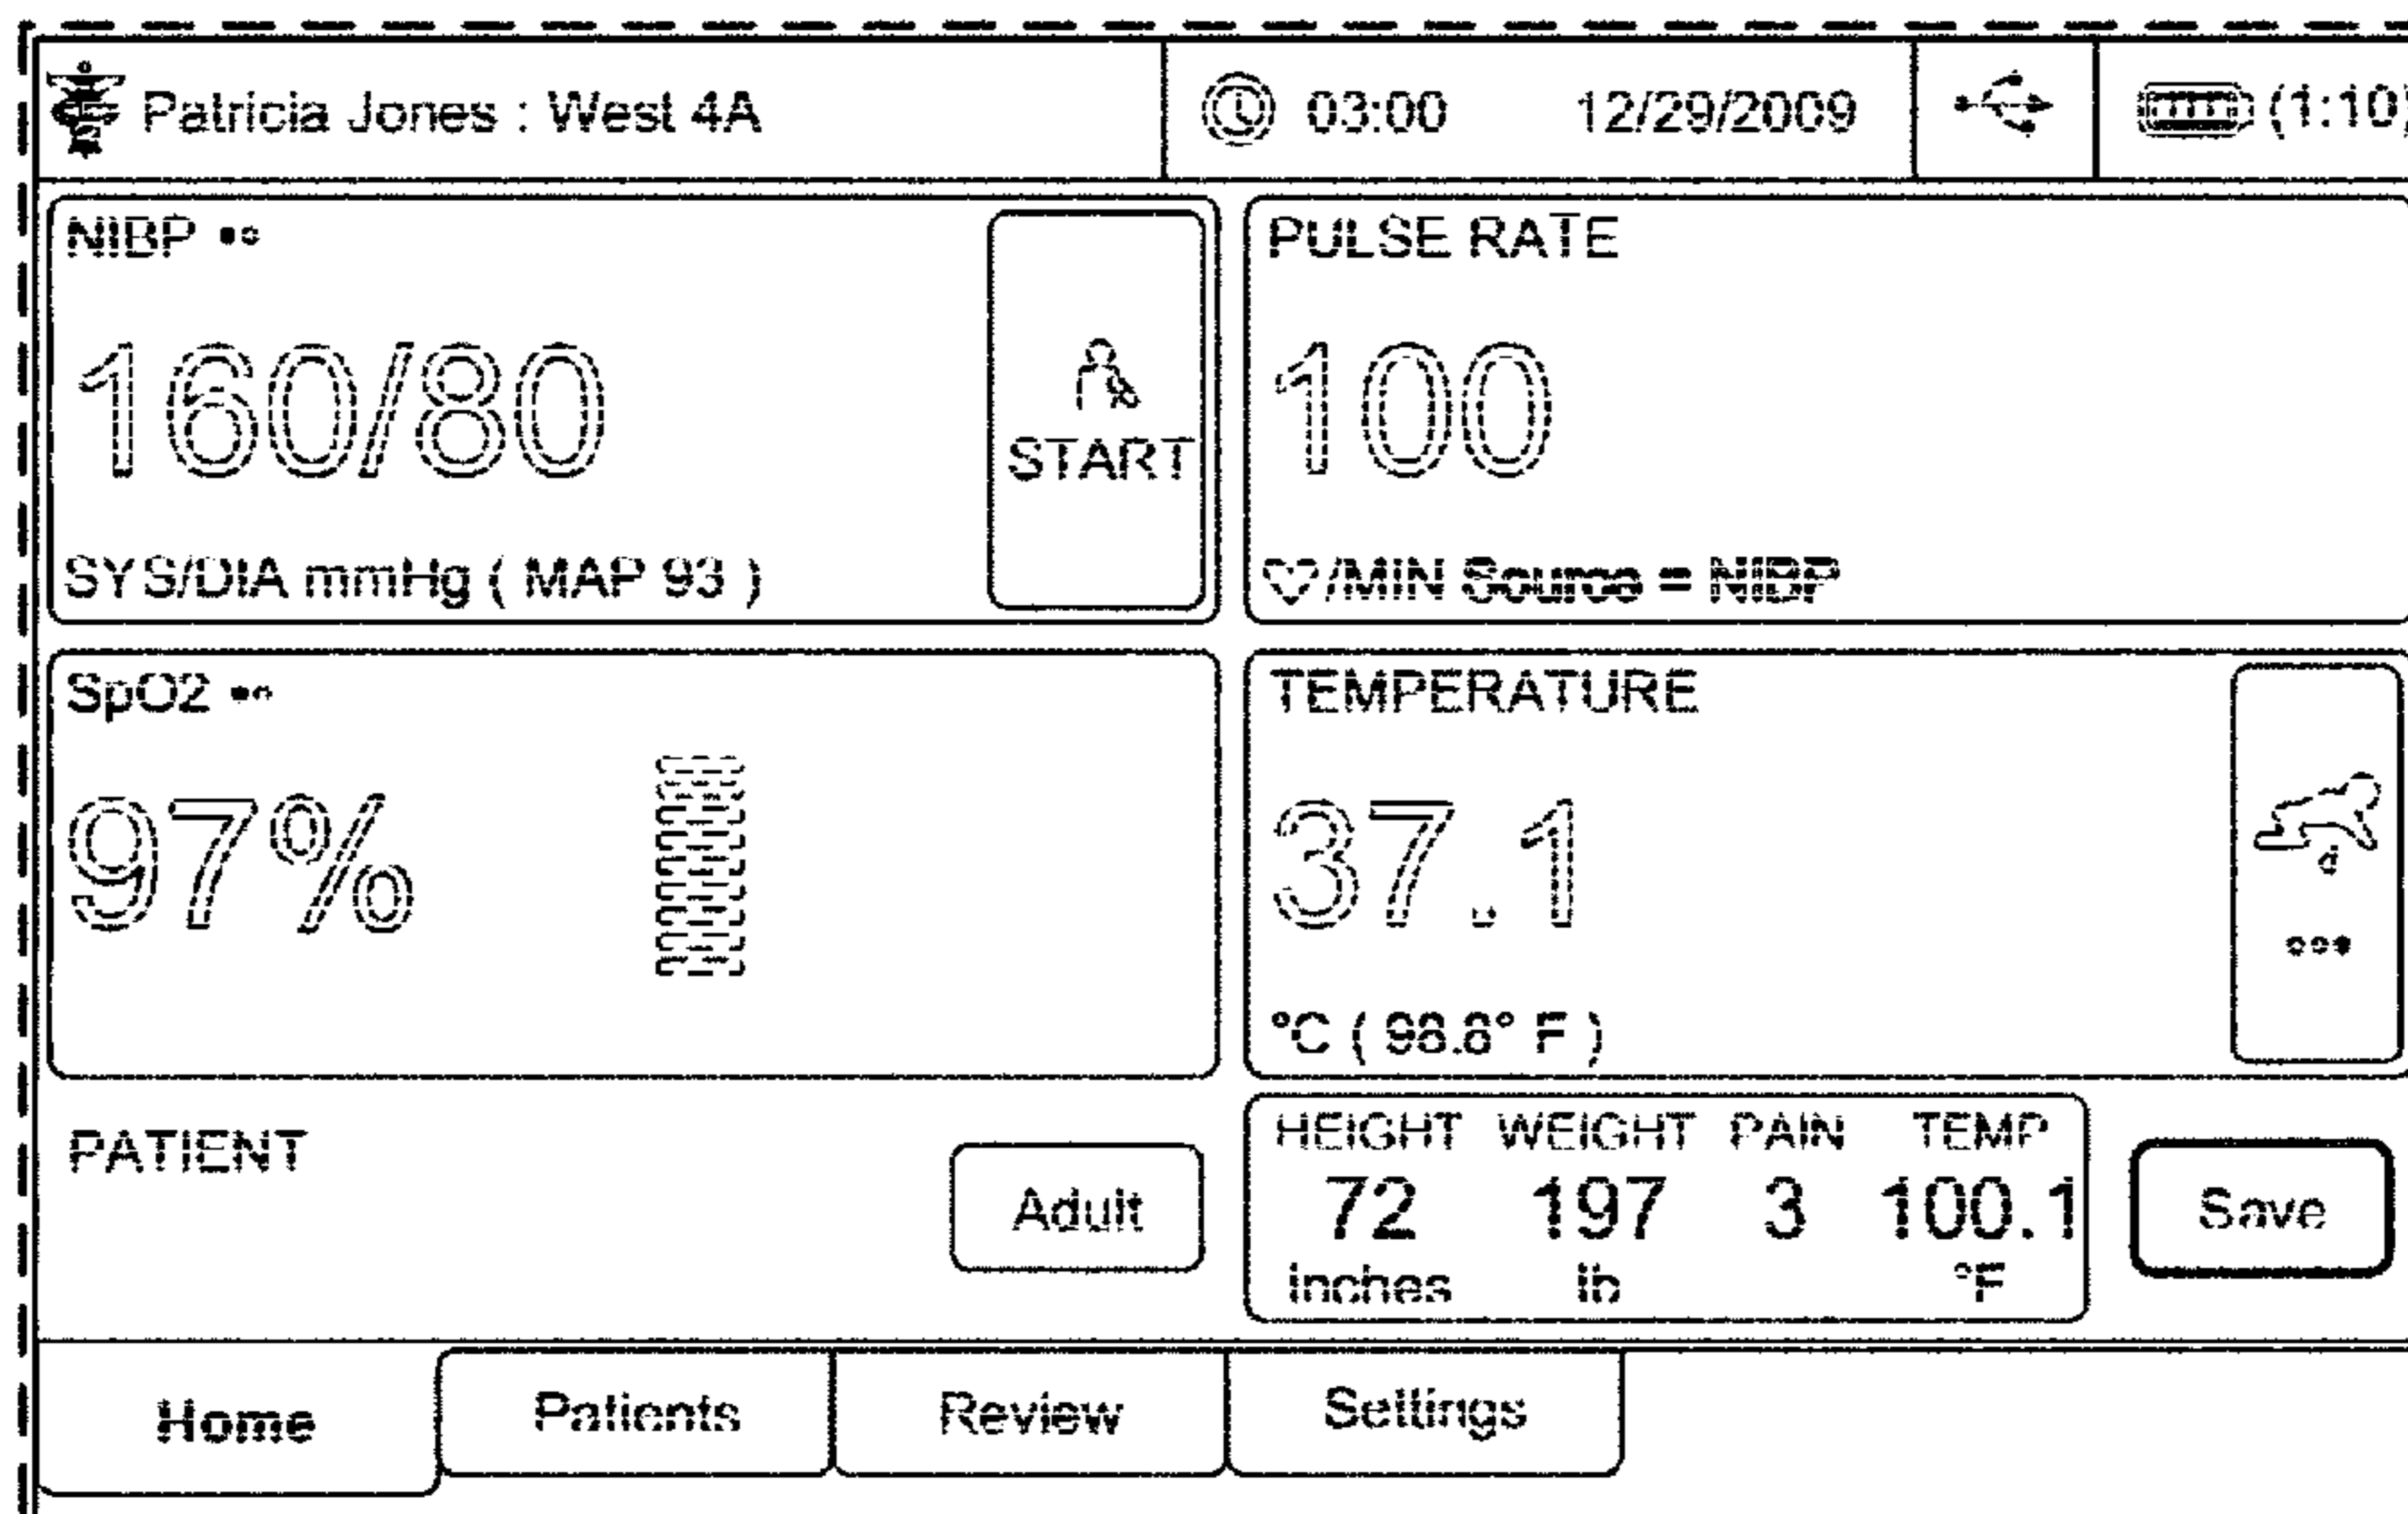 Patricia Jones : West 4A
03:00 12/29/2009
(1:10)
NIBP
160/80
SYS/DIA mmHg ( MAP 93 )
START
PULSE RATE
100
/MIN Source = NIBP
SpO2
97%
TEMPERATURE
37.1
°C ( 98.8° F )
PATIENT
Adult
HEIGHT WEIGHT PAIN TEMP
72 197 3 100.1
inches lb °F
Save
Home Patients Review Settings